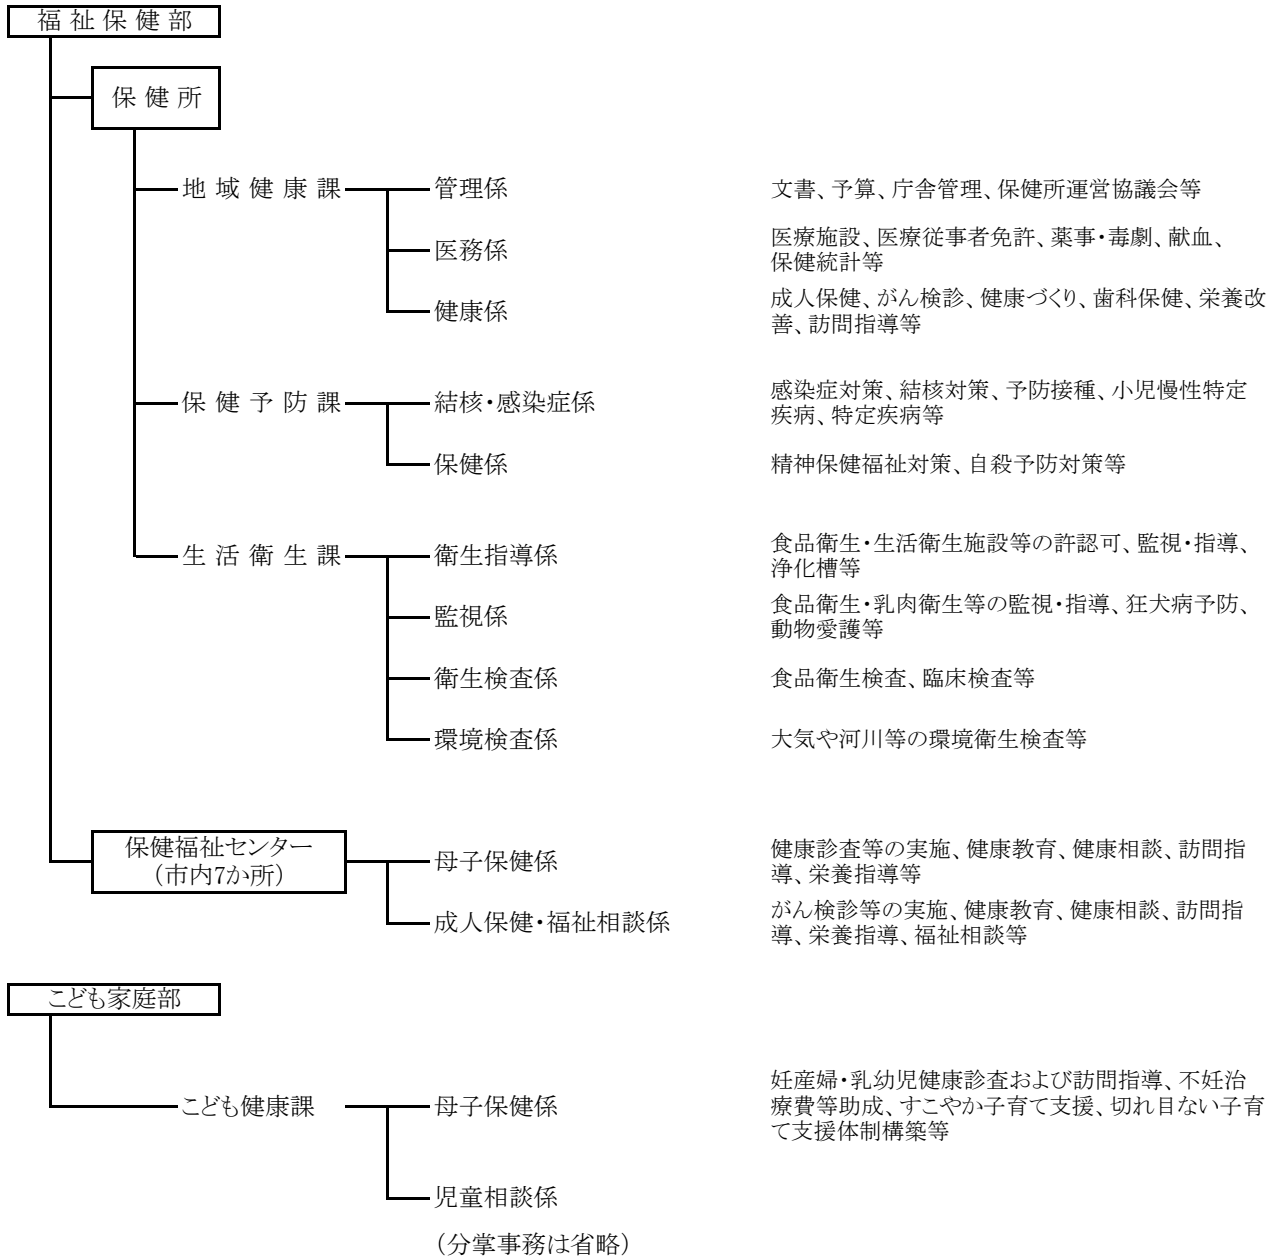 福祉保健部
保健所
地域健康課
管理係
文書、予算、庁舎管理、保健所運営協議会等
医務係
医療施設、医療従事者免許、薬事・毒劇、献血、
保健統計等
健康係
成人保健、がん検診、健康づくり、歯科保健、栄養改
善、訪問指導等
保健予防課
結核・感染症係
感染症対策、結核対策、予防接種、小児慢性特定
疾病、特定疾病等
保健係
精神保健福祉対策、自殺予防対策等
生活衛生課
衛生指導係
食品衛生・生活衛生施設等の許認可、監視・指導、
浄化槽等
監視係
食品衛生・乳肉衛生等の監視・指導、狂犬病予防、
動物愛護等
衛生検査係
食品衛生検査、臨床検査等
環境検査係
大気や河川等の環境衛生検査等
保健福祉センター
（市内7か所）
母子保健係
健康診査等の実施、健康教育、健康相談、訪問指
導、栄養指導等
成人保健・福祉相談係
がん検診等の実施、健康教育、健康相談、訪問指
導、栄養指導、福祉相談等
こども家庭部
こども健康課
母子保健係
妊産婦・乳幼児健康診査および訪問指導、不妊治
療費等助成、すこやか子育て支援、切れ目ない子育
て支援体制構築等
児童相談係
（分掌事務は省略）